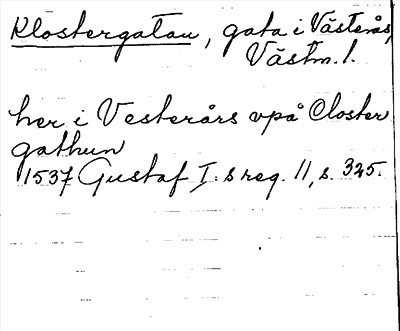 Klostergatan, gata i Västerås,
Västm. l.
her i Vesterårs vpå Closter
gathun
1537 Gustaf I:s reg. 11, s. 325.